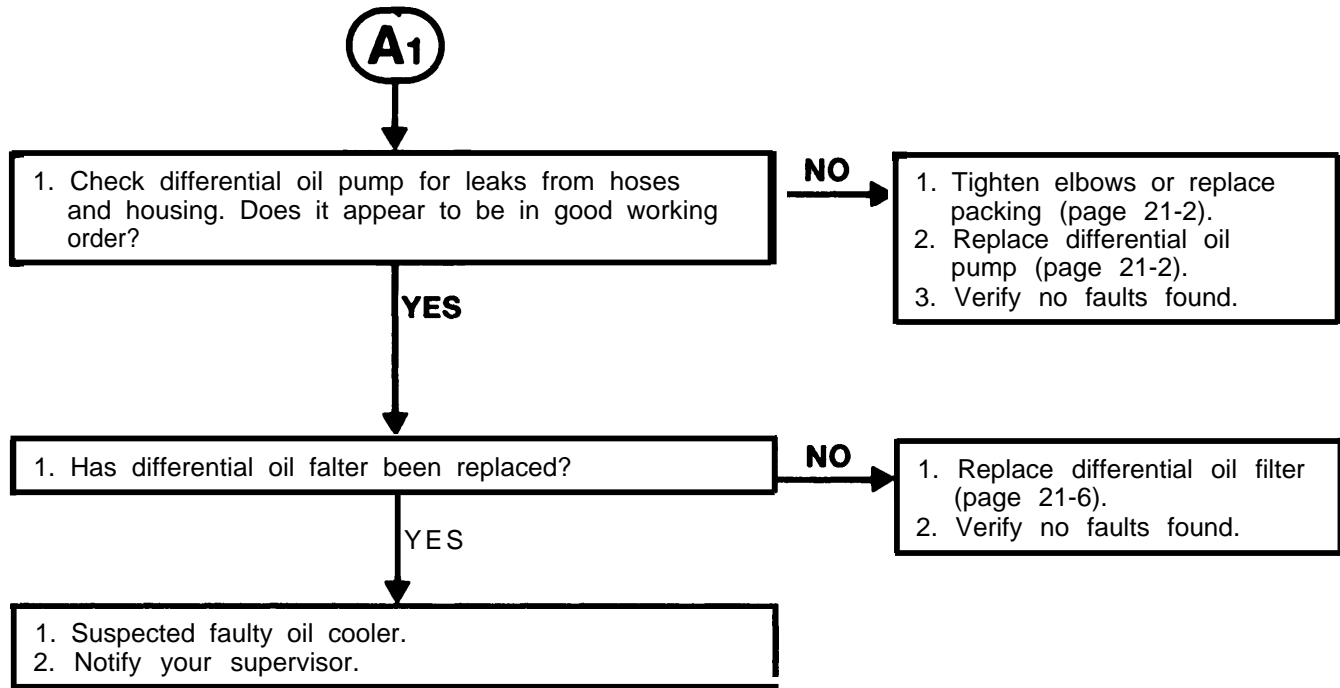 A1
1. Check differential oil pump for leaks from hoses
and housing. Does it appear to be in good working
order?
NO
1. Tighten elbows or replace
packing (page 21-2).
2. Replace differential oil
pump (page 21-2).
3. Verify no faults found.
YES
1. Has differential oil falter been replaced?
NO
1. Replace differential oil filter
(page 21-6).
2. Verify no faults found.
YES
1. Suspected faulty oil cooler.
2. Notify your supervisor.